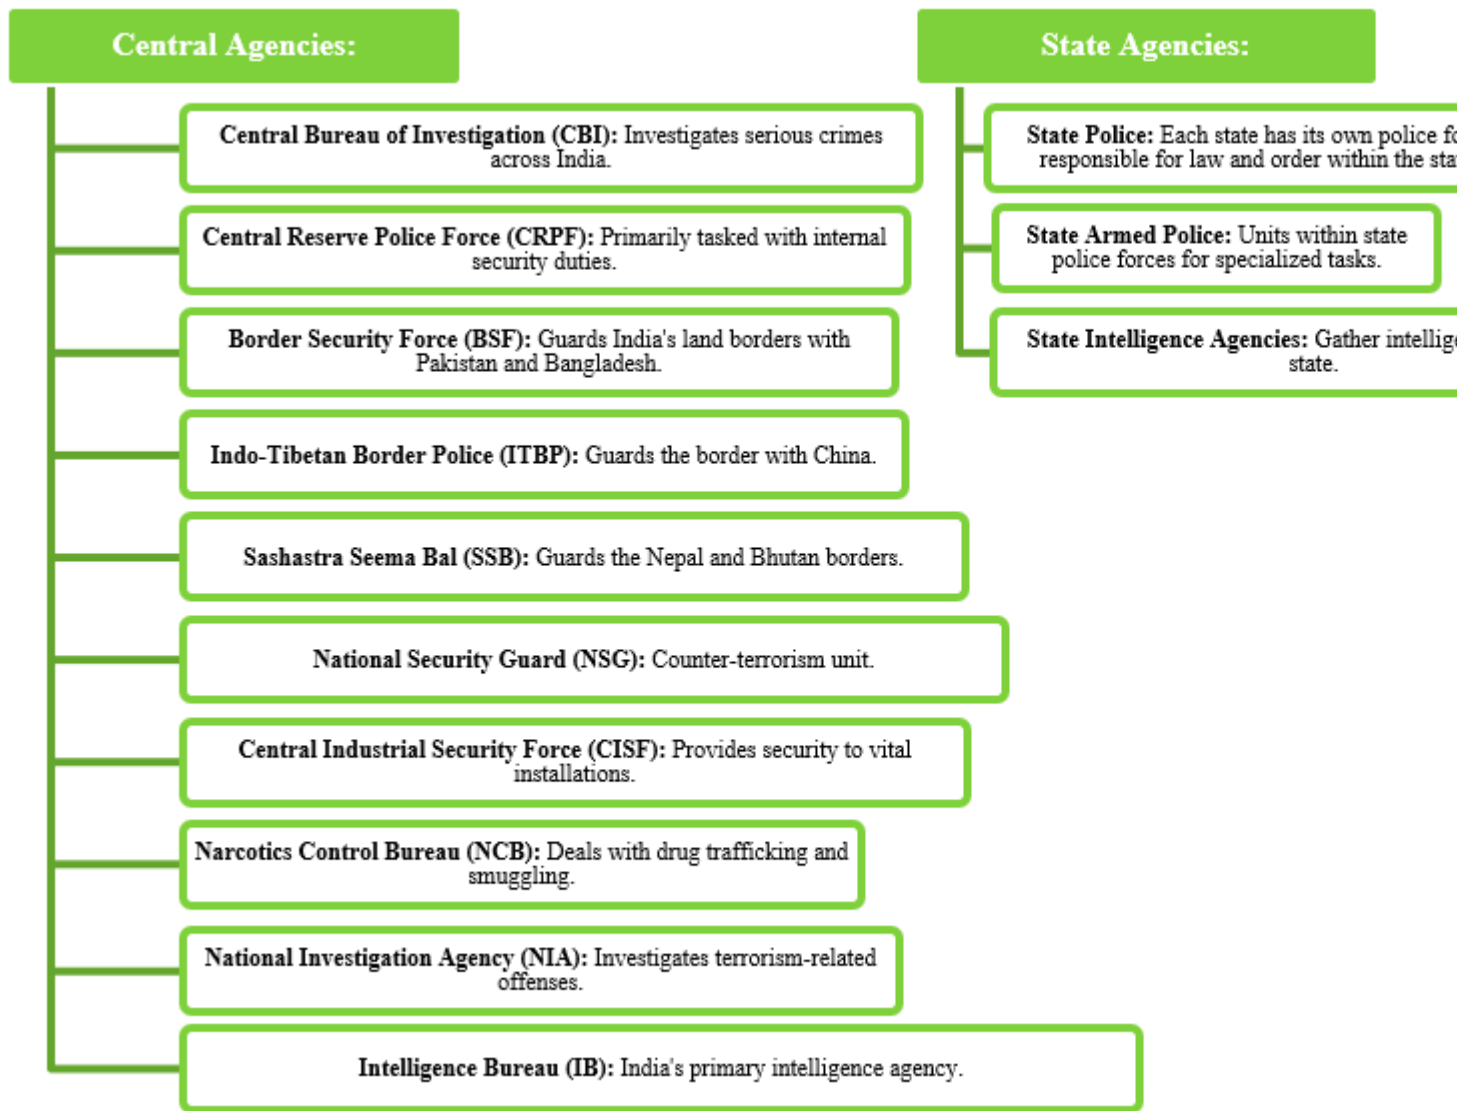 Central Agencies:
Central Bureau of Investigation (CBI): Investigates serious crimes
across India.
Central Reserve Police Force (CRPF): Primarily tasked with internal
security duties.
Border Security Force (BSF): Guards India's land borders with
Pakistan and Bangladesh.
Indo-Tibetan Border Police (ITBP): Guards the border with China.
Sashastra Seema Bal (SSB): Guards the Nepal and Bhutan borders.
National Security Guard (NSG): Counter-terrorism unit.
Central Industrial Security Force (CISF): Provides security to vital
installations.
Narcotics Control Bureau (NCB): Deals with drug trafficking and
smuggling.
National Investigation Agency (NIA): Investigates terrorism-related
offenses.
Intelligence Bureau (IB): India's primary intelligence agency.
State Agencies:
State Police: Each state has its own police
responsible for law and order within the
State Armed Police: Units within state
police forces for specialized tasks.
State Intelligence Agencies: Gather
state.